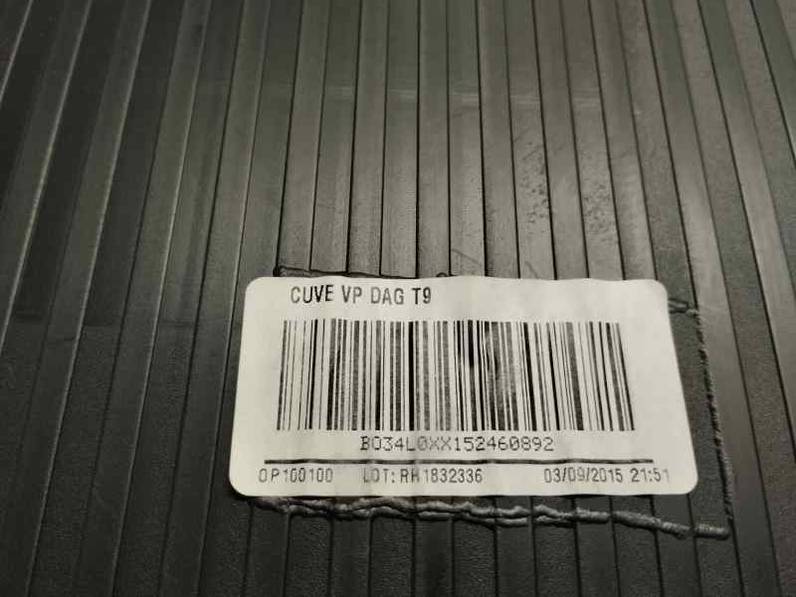 CUVE VP DAG T9
B034L0XX152460892
OP100100 LOT: RH1832336 03/09/2015 21:51